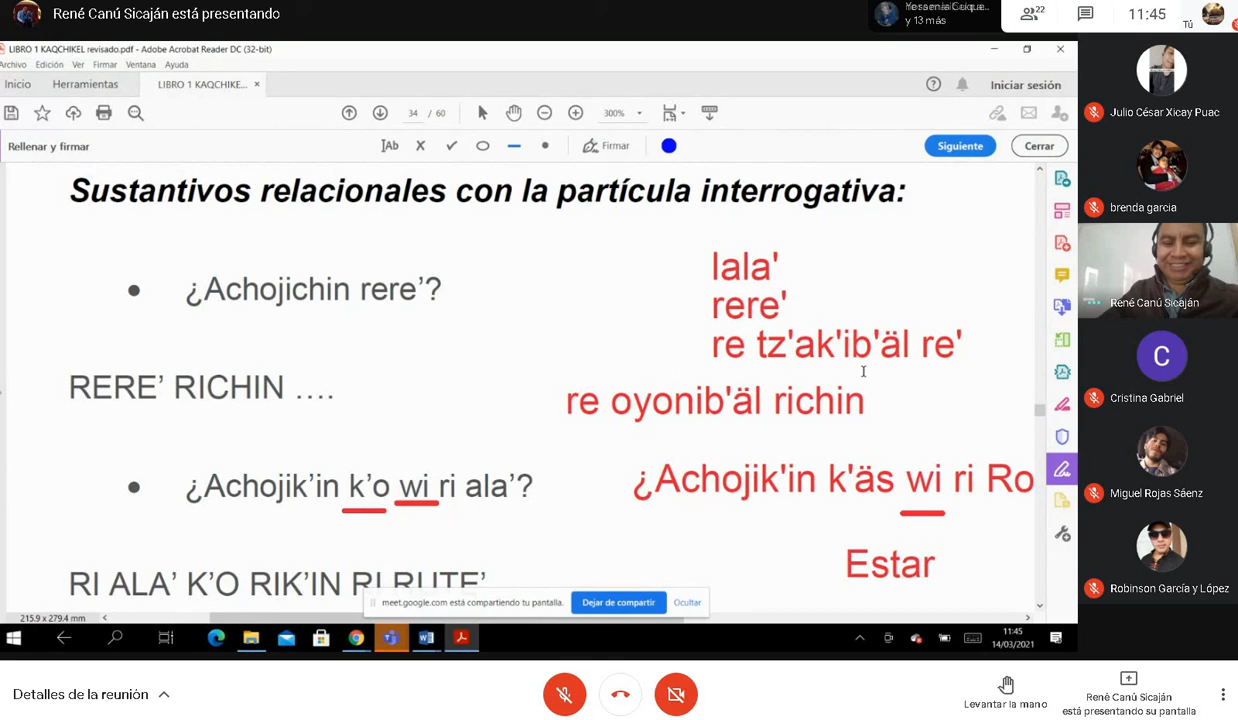 René Canú Sicaján está presentando
y 13 más
22
11:45
Tú
LIBRO 1 KAQCHIKEL revisado.pdf - Adobe Acrobat Reader DC (32-bit)
Archivo Edición Ver Firmar Ventana Ayuda
Inicio Herramientas LIBRO 1 KAQCHIKE... × Iniciar sesión
34 / 60 300%
Rellenar y firmar Ab Firmar Siguiente Cerrar
Sustantivos relacionales con la partícula interrogativa:
• ¿Achojichin rere’?
lala'
rere'
re tz'ak'ib'äl re'
RERE’ RICHIN ….
re oyonib'äl richin
• ¿Achojik’in k’o wi ri ala’?
¿Achojik'in k'äs wi ri Ro
Estar
RI ALA’ K’O RIK’IN RI RUTE’
meet.google.com está compartiendo tu pantalla. Dejar de compartir Ocultar
215.9 x 279.4 mm
11:45
14/03/2021
Julio César Xicay Puac
brenda garcia
René Canú Sicaján
C
Cristina Gabriel
Miguel Rojas Sáenz
Robinson García y López
Detalles de la reunión
Levantar la mano
René Canú Sicaján
está presentando su pantalla